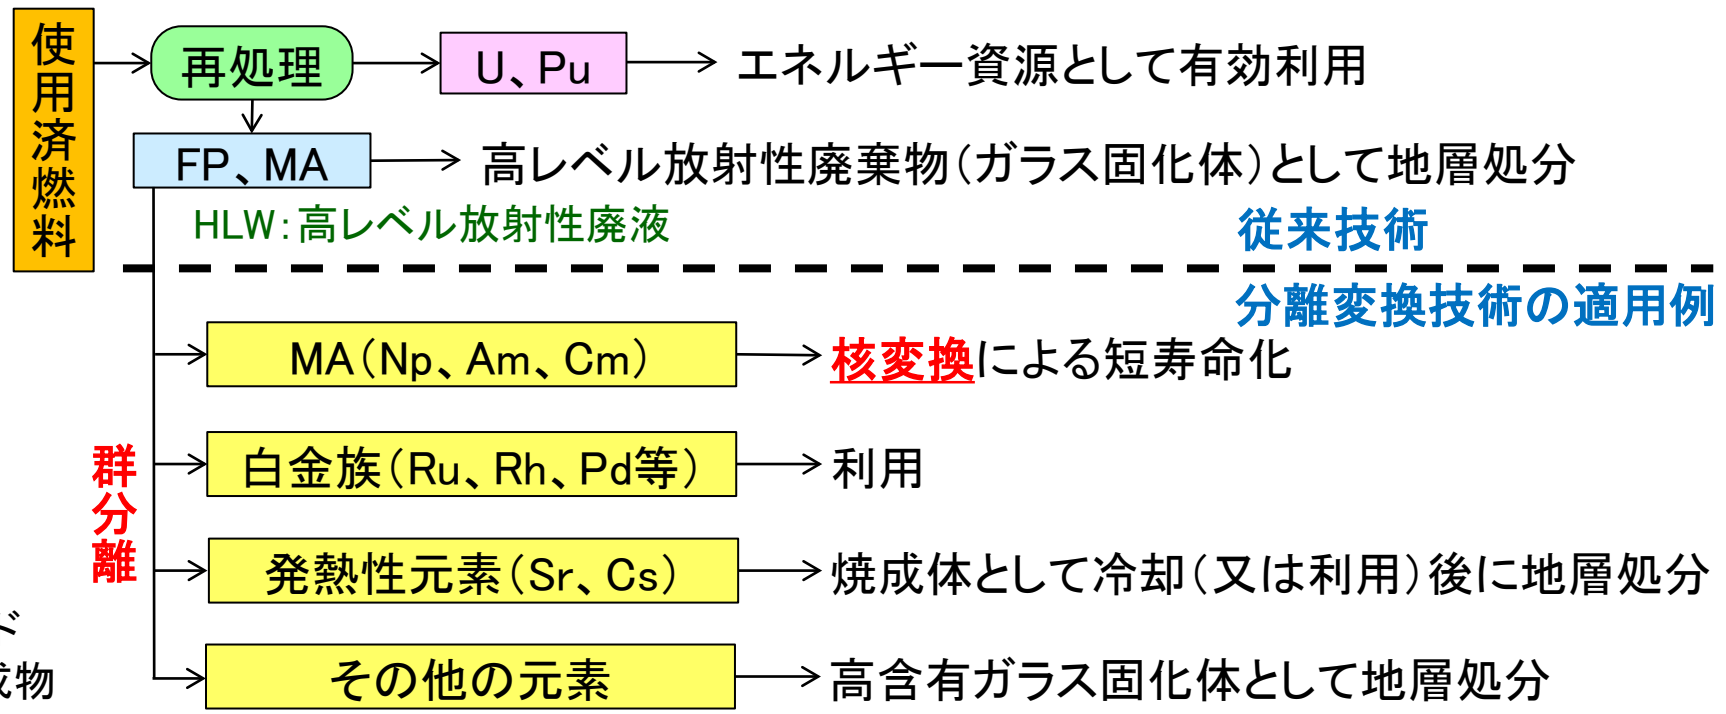 使用済燃料
再処理
U、Pu
エネルギー資源として有効利用
FP、MA
高レベル放射性廃棄物(ガラス固化体)として地層処分
HLW:高レベル放射性廃液
従来技術
分離変換技術の適用例
群分離
MA(Np、Am、Cm)
核変換による短寿命化
白金族(Ru、Rh、Pd等)
利用
発熱性元素(Sr、Cs)
焼成体として冷却(又は利用)後に地層処分
ド
その他の元素
高含有ガラス固化体として地層処分
成物